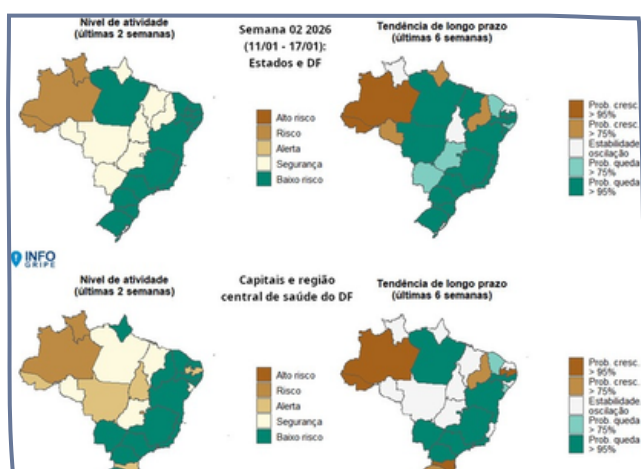 Nível de atividade
(últimas 2 semanas)
Semana 02 2026
(11/01 - 17/01):
Estados e DF
Tendência de longo prazo
(últimas 6 semanas)
Alto risco
Risco
Alerta
Segurança
Baixo risco
Prob. cresc.
> 95%
Prob. cresc.
> 75%
Estabilidade
oscilação
Prob. queda
> 75%
Prob. queda
> 95%
INFO
GRIPE
Nível de atividade
(últimas 2 semanas)
Capitais e região
central de saúde do DF
Tendência de longo prazo
(últimas 6 semanas)
Alto risco
Risco
Alerta
Segurança
Baixo risco
Prob. cresc.
> 95%
Prob. cresc.
> 75%
Estabilidade
oscilação
Prob. queda
> 75%
Prob. queda
> 95%